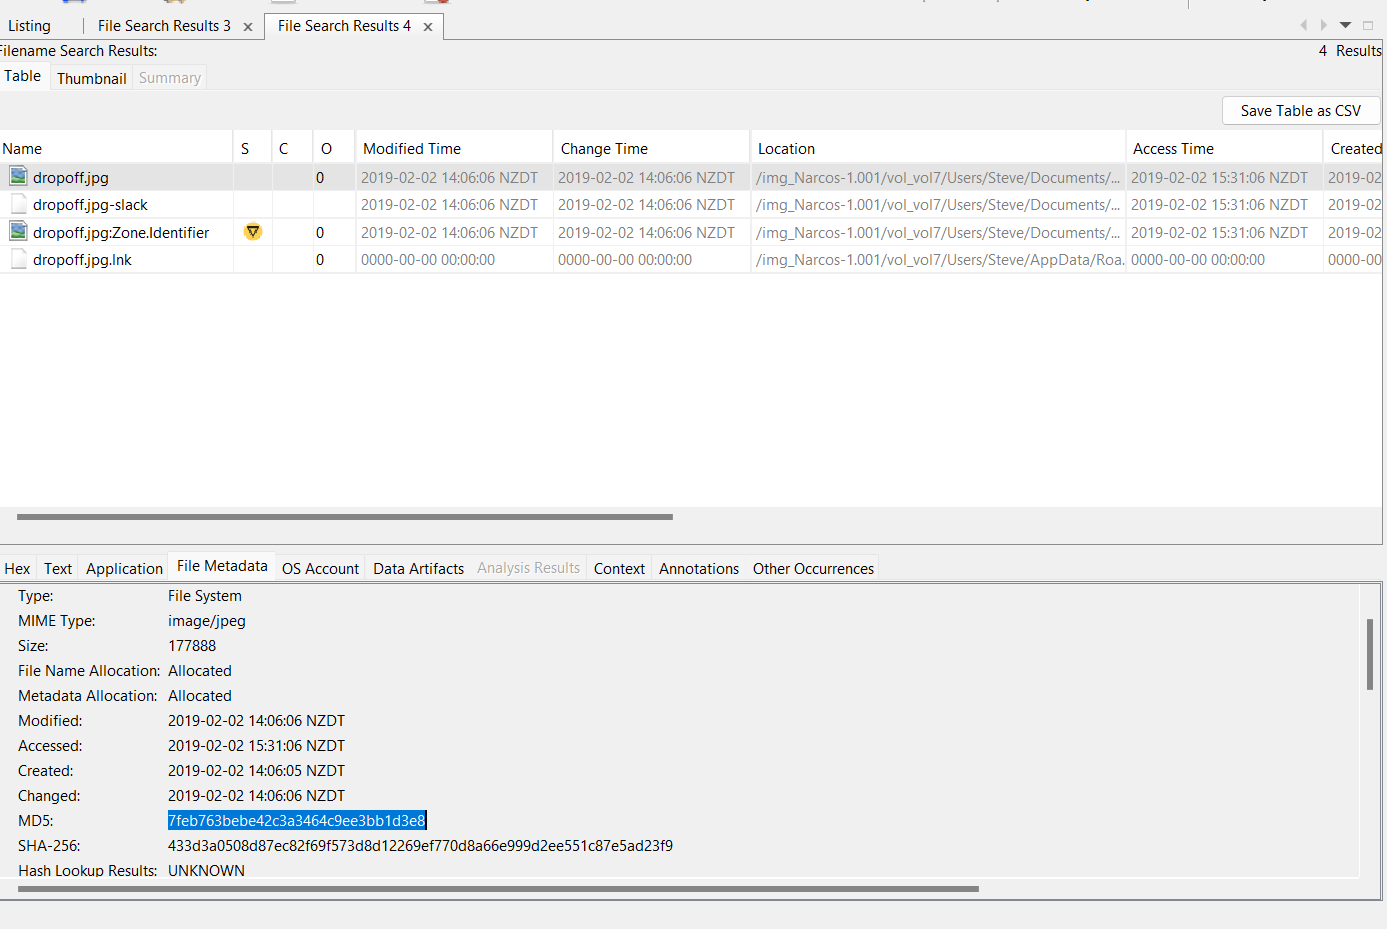 Listing File Search Results 3 × File Search Results 4 ×
Filename Search Results:
4 Results
Table Thumbnail Summary
Save Table as CSV
Name S C O Modified Time Change Time Location Access Time Created
dropoff.jpg 0 2019-02-02 14:06:06 NZDT 2019-02-02 14:06:06 NZDT /img_Narcos-1.001/vol_vol7/Users/Steve/Documents/... 2019-02-02 15:31:06 NZDT 2019-02
dropoff.jpg-slack 2019-02-02 14:06:06 NZDT 2019-02-02 14:06:06 NZDT /img_Narcos-1.001/vol_vol7/Users/Steve/Documents/... 2019-02-02 15:31:06 NZDT 2019-02
dropoff.jpg:Zone.Identifier 0 2019-02-02 14:06:06 NZDT 2019-02-02 14:06:06 NZDT /img_Narcos-1.001/vol_vol7/Users/Steve/Documents/... 2019-02-02 15:31:06 NZDT 2019-02
dropoff.jpg.lnk 0 0000-00-00 00:00:00 0000-00-00 00:00:00 /img_Narcos-1.001/vol_vol7/Users/Steve/AppData/Roa... 0000-00-00 00:00:00 0000-00
Hex Text Application File Metadata OS Account Data Artifacts Analysis Results Context Annotations Other Occurrences
Type: File System
MIME Type: image/jpeg
Size: 177888
File Name Allocation: Allocated
Metadata Allocation: Allocated
Modified: 2019-02-02 14:06:06 NZDT
Accessed: 2019-02-02 15:31:06 NZDT
Created: 2019-02-02 14:06:05 NZDT
Changed: 2019-02-02 14:06:06 NZDT
MD5: 7feb763bebe42c3a3464c9ee3bb1d3e8
SHA-256: 433d3a0508d87ec82f69f573d8d12269ef770d8a66e999d2ee551c87e5ad23f9
Hash Lookup Results: UNKNOWN